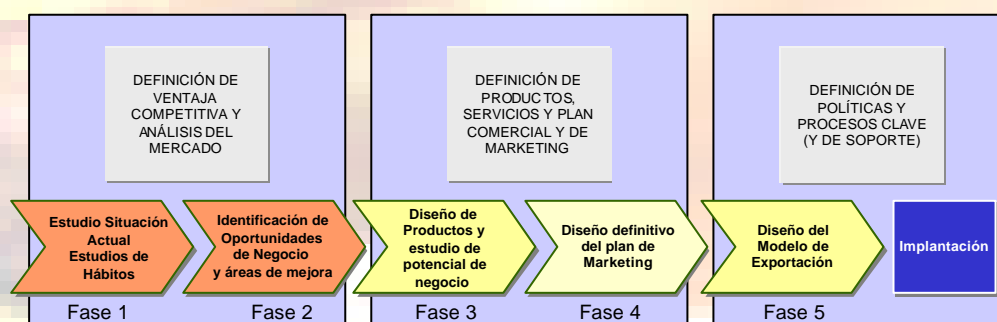 DEFINICIÓN DE
VENTAJA
COMPETITIVA Y
ANÁLISIS DEL
MERCADO
DEFINICIÓN DE
PRODUCTOS,
SERVICIOS Y PLAN
COMERCIAL Y DE
MARKETING
DEFINICIÓN DE
POLÍTICAS Y
PROCESOS CLAVE
(Y DE SOPORTE)
Estudio Situación
Actual
Estudios de
Hábitos
Identificación de
Oportunidades
de Negocio
y áreas de mejora
Diseño de
Productos y
estudio de
potencial de
negocio
Diseño definitivo
del plan de
Marketing
Diseño del
Modelo de
Exportación
Implantación
Fase 1
Fase 2
Fase 3
Fase 4
Fase 5